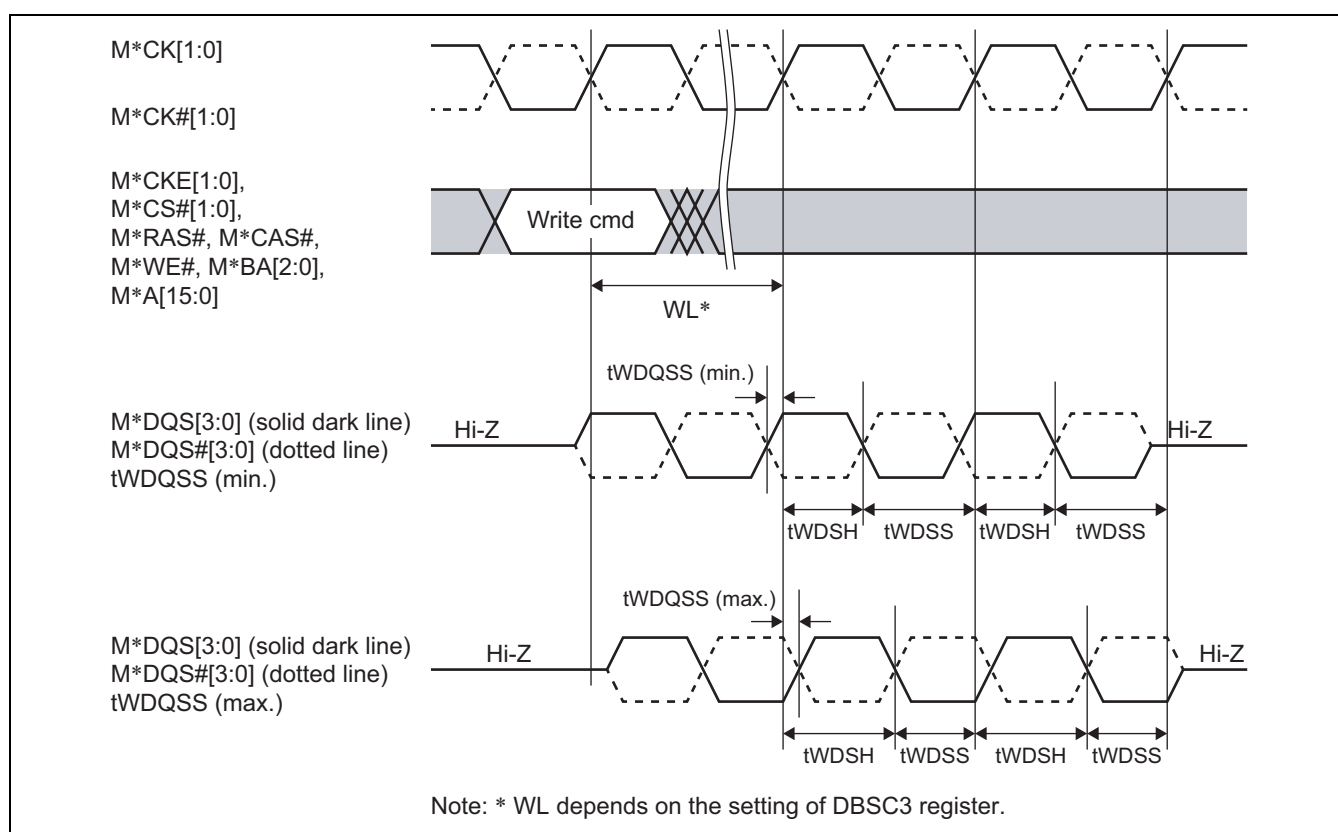 M*CK[1:0]
M*CK#[1:0]
M*CKE[1:0],
M*CS#[1:0],
M*RAS#, M*CAS#,
M*WE#, M*BA[2:0],
M*A[15:0]
Write cmd
WL*
tWDQSS (min.)
M*DQS[3:0] (solid dark line)
M*DQS#[3:0] (dotted line)
tWDQSS (min.)
Hi-Z
Hi-Z
tWDSH
tWDSS
tWDSH
tWDSS
tWDQSS (max.)
M*DQS[3:0] (solid dark line)
M*DQS#[3:0] (dotted line)
tWDQSS (max.)
Hi-Z
Hi-Z
tWDSH
tWDSS
tWDSH
tWDSS
Note: * WL depends on the setting of DBSC3 register.